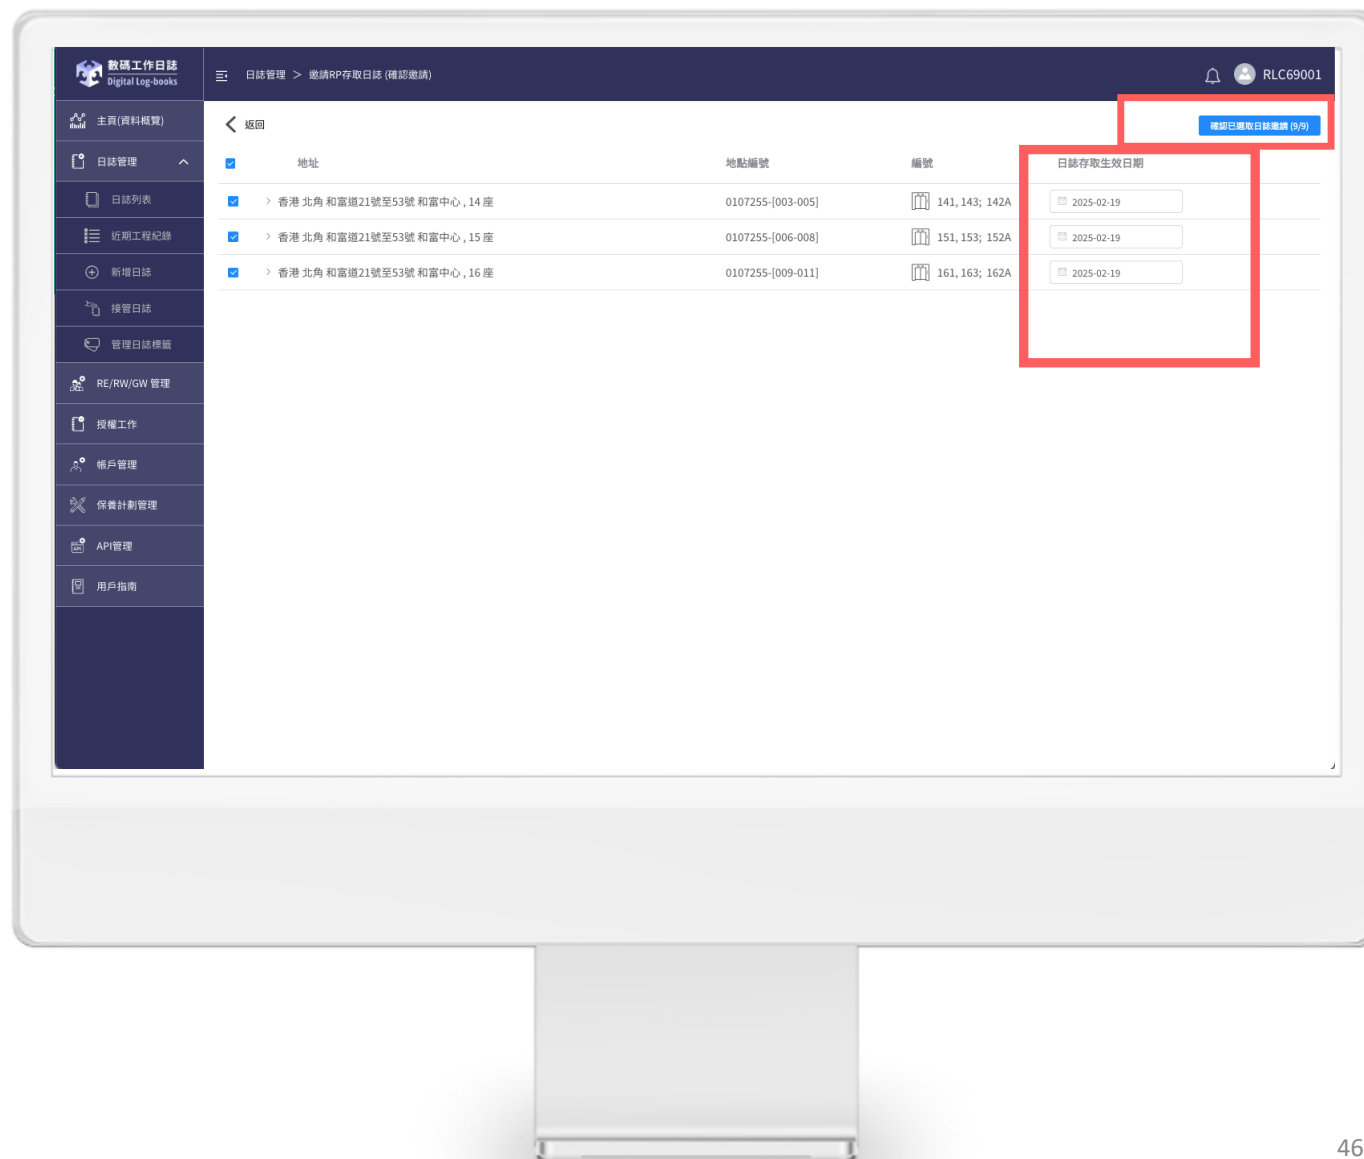 數碼工作日誌
Digital Log-books
日誌管理 > 邀請RP存取日誌 (確認邀請)
RLC69001
主頁(資料概覽)
日誌管理
日誌列表
近期工程紀錄
新增日誌
接管日誌
管理日誌標籤
RE/RW/GW 管理
授權工作
帳戶管理
保養計劃管理
API管理
用戶指南
返回
確認已選取日誌邀請 (9/9)
地址 地點編號 編號 日誌存取生效日期
> 香港 北角 和富道21號至53號 和富中心 , 14 座 0107255-[003-005] 141, 143; 142A 2025-02-19
> 香港 北角 和富道21號至53號 和富中心 , 15 座 0107255-[006-008] 151, 153; 152A 2025-02-19
> 香港 北角 和富道21號至53號 和富中心 , 16 座 0107255-[009-011] 161, 163; 162A 2025-02-19
46